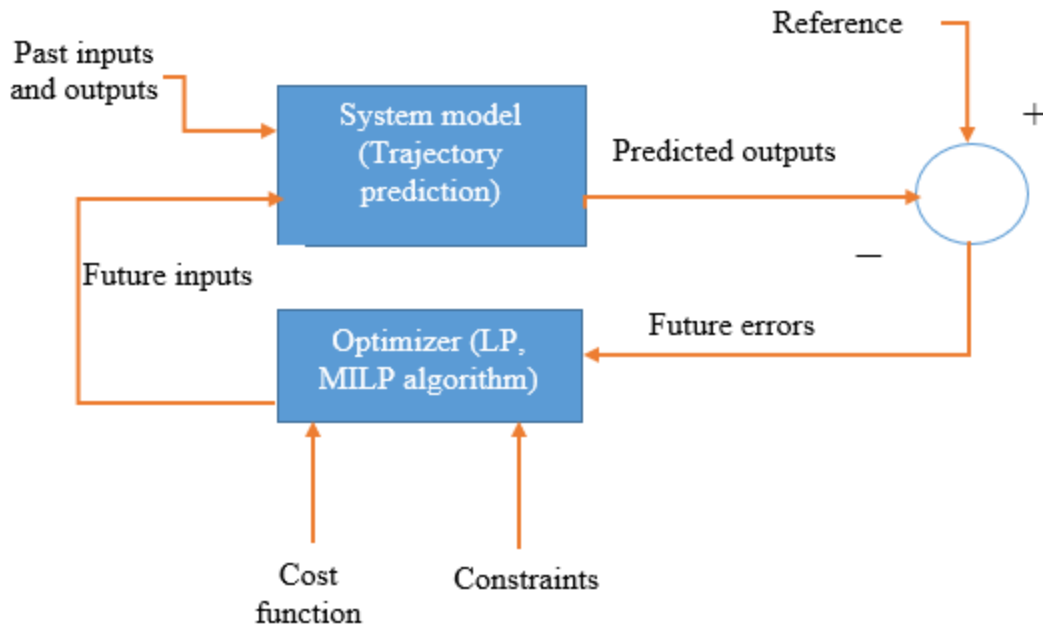 Reference
Past inputs
and outputs
System model
(Trajectory
prediction)
+
Predicted outputs
—
Future inputs
Future errors
Optimizer (LP,
MILP algorithm)
Cost
function
Constraints